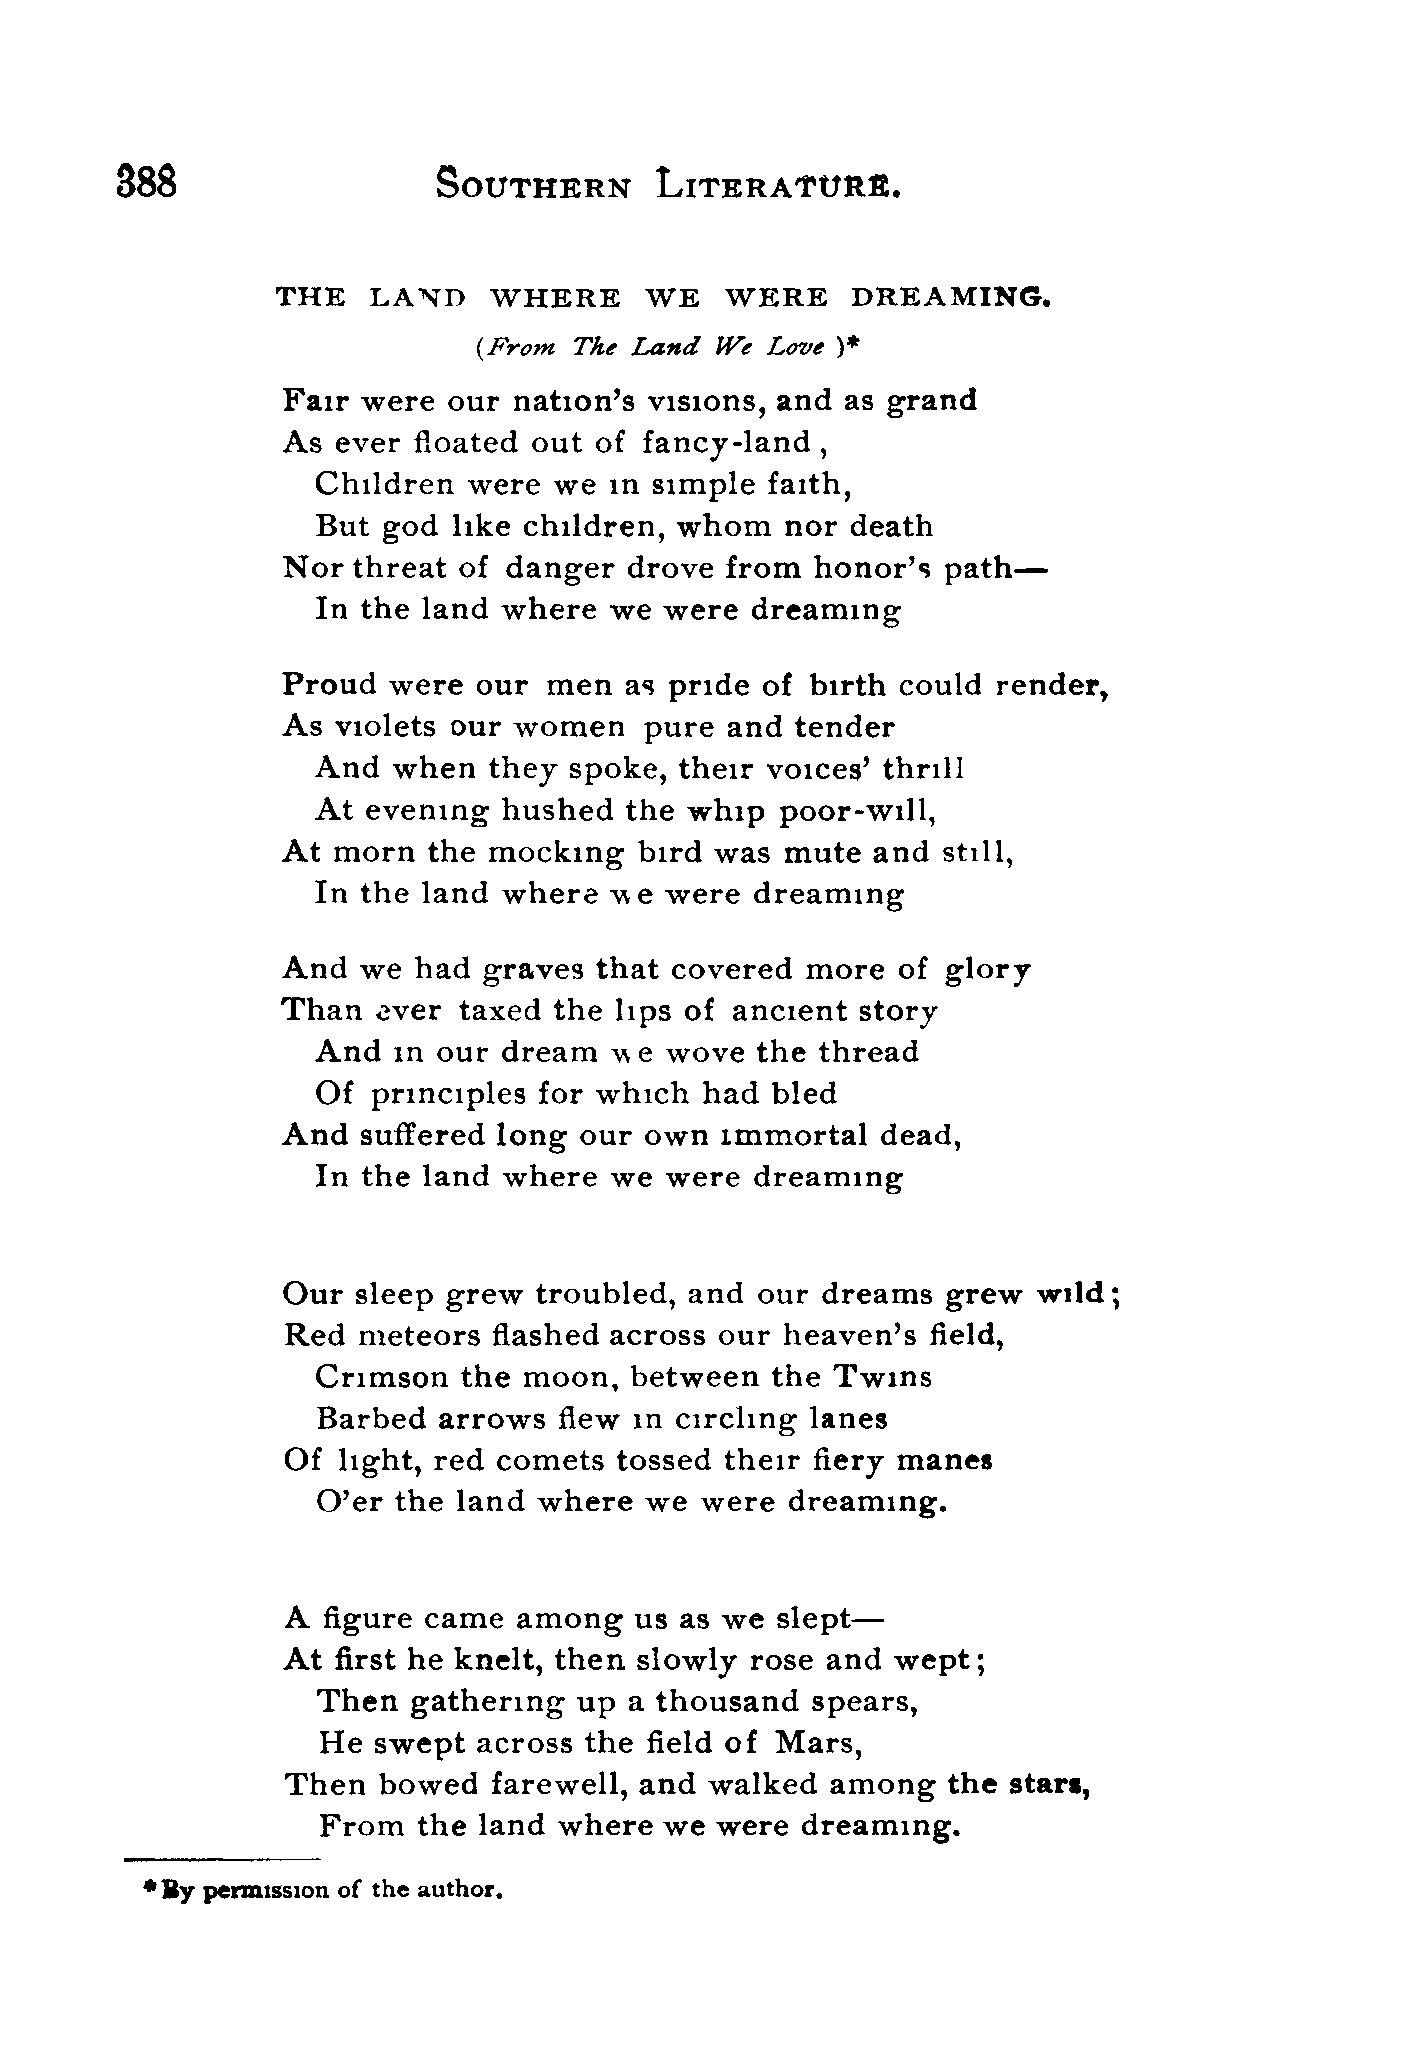 388 SOUTHERN LITERATURE.
THE LAND WHERE WE WERE DREAMING.
(From The Land We Love )*
Fair were our nation's visions, and as grand
As ever floated out of fancy-land ,
Children were we in simple faith,
But god like children, whom nor death
Nor threat of danger drove from honor's path—
In the land where we were dreaming
Proud were our men as pride of birth could render,
As violets our women pure and tender
And when they spoke, their voices' thrill
At evening hushed the whip poor-will,
At morn the mocking bird was mute and still,
In the land where we were dreaming
And we had graves that covered more of glory
Than ever taxed the lips of ancient story
And in our dream we wove the thread
Of principles for which had bled
And suffered long our own immortal dead,
In the land where we were dreaming
Our sleep grew troubled, and our dreams grew wild;
Red meteors flashed across our heaven's field,
Crimson the moon, between the Twins
Barbed arrows flew in circling lanes
Of light, red comets tossed their fiery manes
O'er the land where we were dreaming.
A figure came among us as we slept—
At first he knelt, then slowly rose and wept;
Then gathering up a thousand spears,
He swept across the field of Mars,
Then bowed farewell, and walked among the stars,
From the land where we were dreaming.
*By permission of the author.